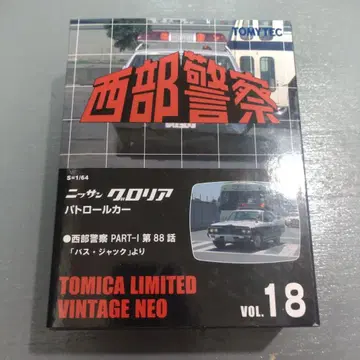 TOMYTEC
西部警察
S=1/64
ニッサン グロリア
パトロールカー
●西部警察 PART-I 第88話
「バス・ジャック」より
TOMICA LIMITED
VINTAGE NEO
VOL.18